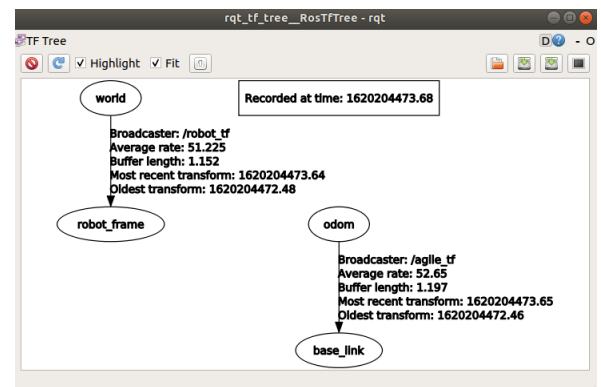 rqt_tf_tree__RosTfTree - rqt
TF Tree
D
- O
Highlight
Fit
world
Recorded at time: 1620204473.68
Broadcaster: /robot_tf
Average rate: 51.225
Buffer length: 1.152
Most recent transform: 1620204473.64
Oldest transform: 1620204472.48
robot_frame
odom
Broadcaster: /agile_tf
Average rate: 52.65
Buffer length: 1.197
Most recent transform: 1620204473.65
Oldest transform: 1620204472.46
base_link